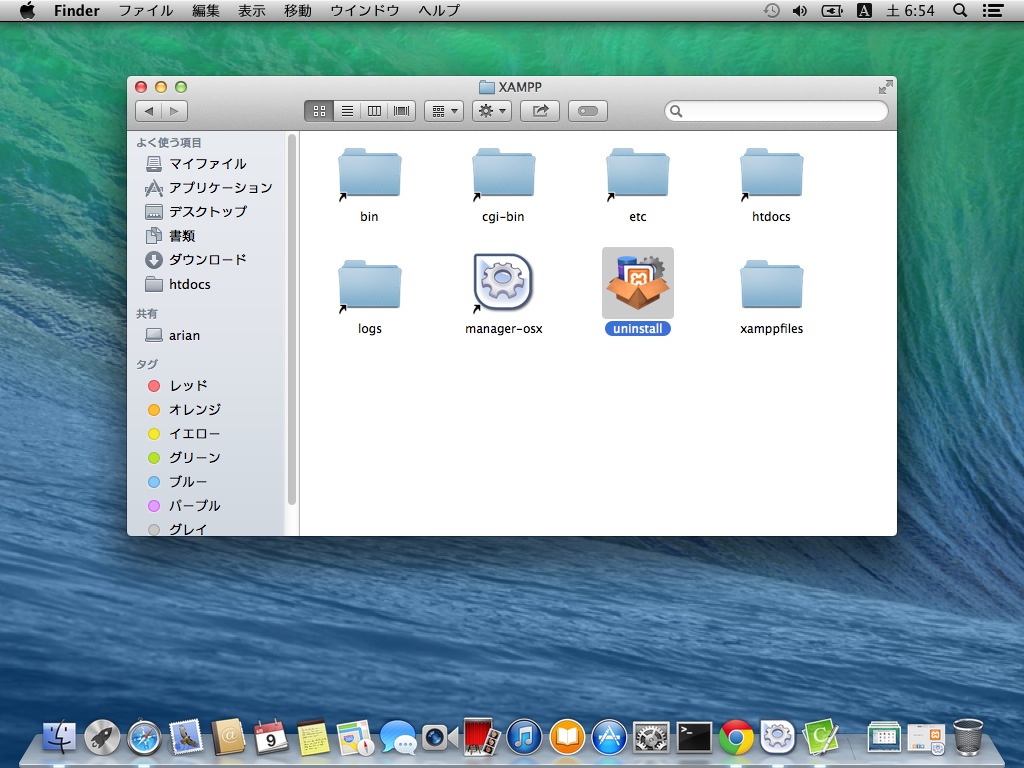 Finder ファイル 編集 表示 移動 ウインドウ ヘルプ A 土 6:54
XAMPP
よく使う項目
マイファイル
アプリケーション
デスクトップ
書類
ダウンロード
htdocs
共有
arian
タグ
レッド
オレンジ
イエロー
グリーン
ブルー
パープル
グレイ
bin cgi-bin etc htdocs
logs manager-osx uninstall xamppfiles
9